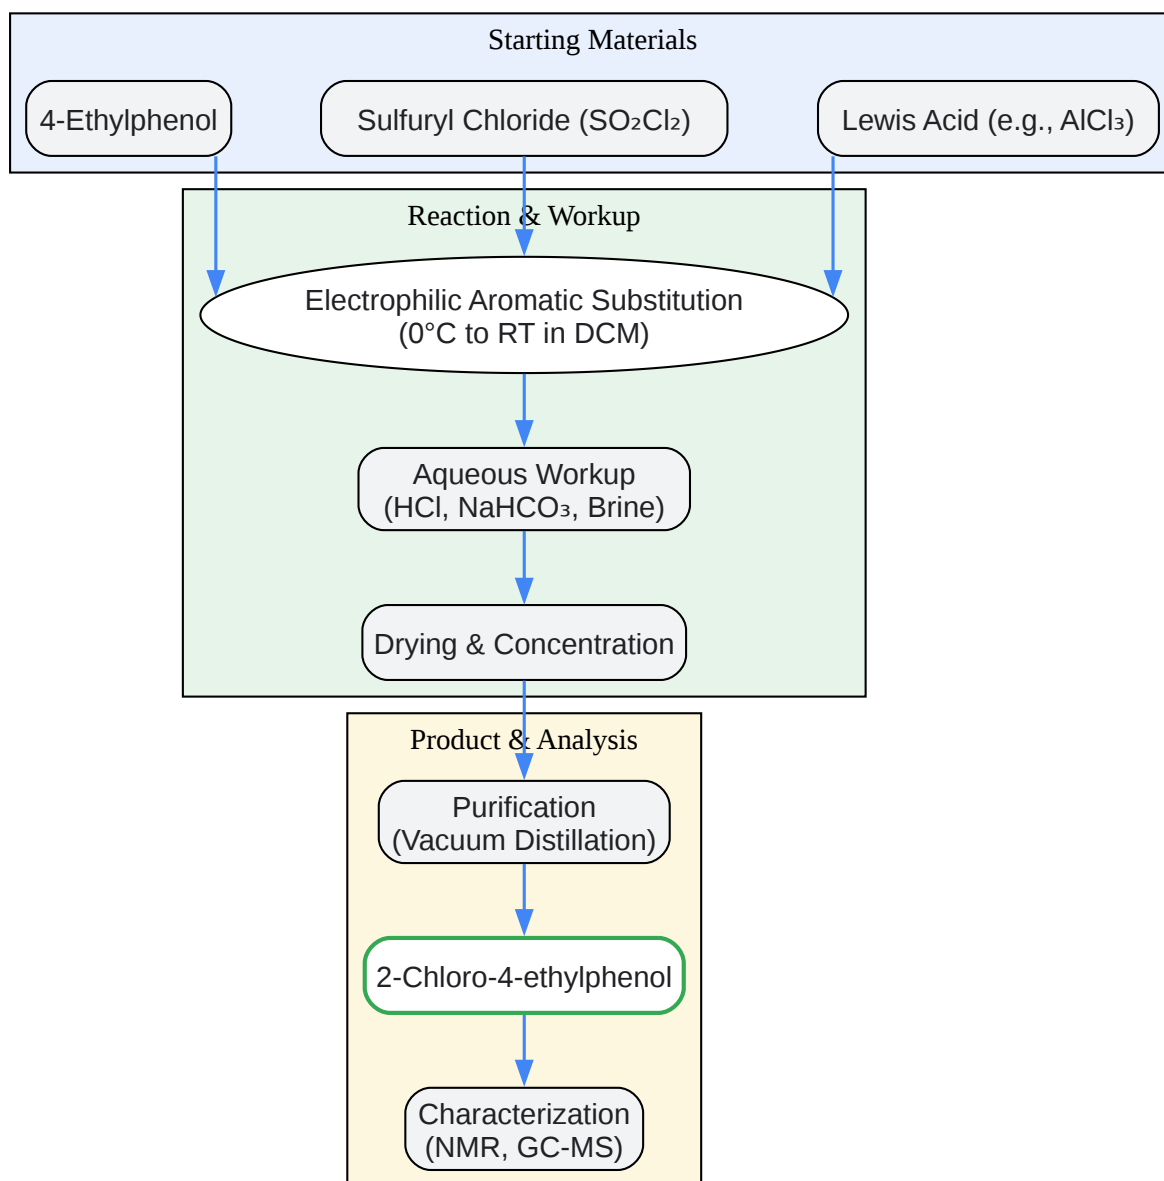 Starting Materials
4-Ethylphenol
Sulfuryl Chloride (SO₂Cl₂)
Lewis Acid (e.g., AlCl₃)
Reaction & Workup
Electrophilic Aromatic Substitution
(0°C to RT in DCM)
Aqueous Workup
(HCl, NaHCO₃, Brine)
Drying & Concentration
Product & Analysis
Purification
(Vacuum Distillation)
2-Chloro-4-ethylphenol
Characterization
(NMR, GC-MS)